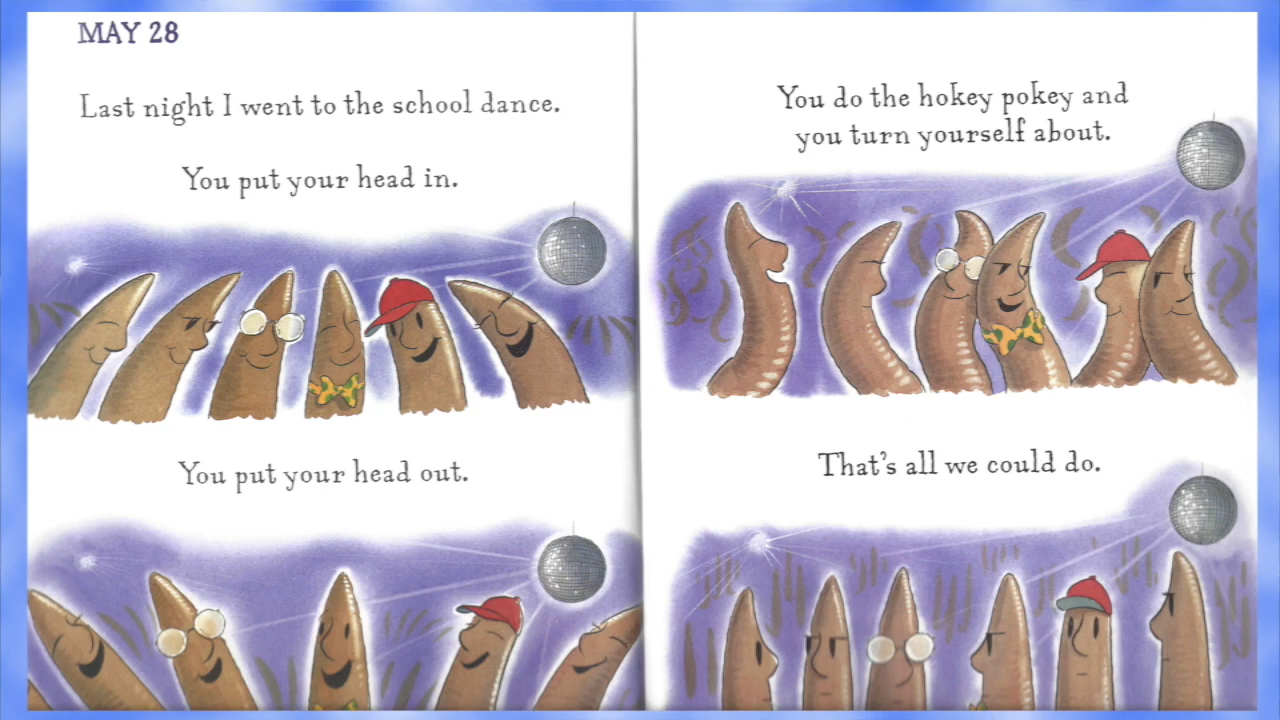 MAY 28
Last night I went to the school dance.
You put your head in.
You put your head out.
You do the hokey pokey and
you turn yourself about.
That's all we could do.